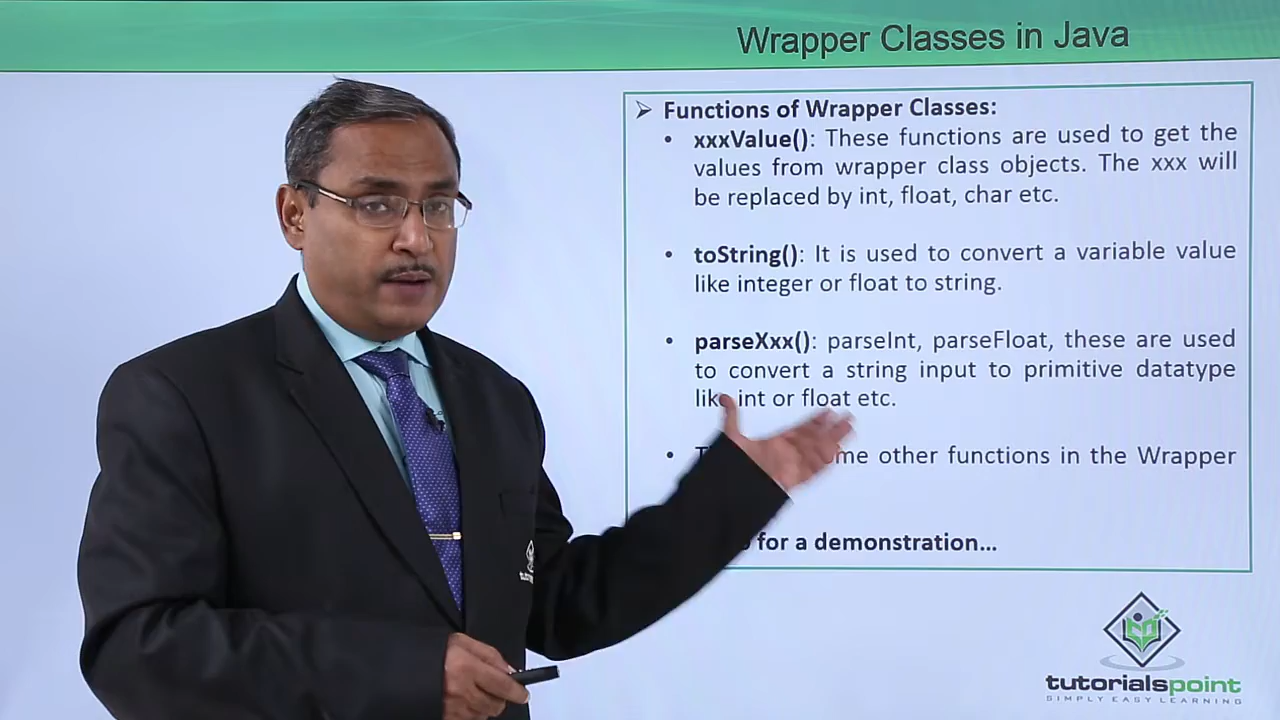 Wrapper Classes in Java
➢ Functions of Wrapper Classes:
• xxxValue(): These functions are used to get the
values from wrapper class objects. The xxx will
be replaced by int, float, char etc.
• toString(): It is used to convert a variable value
like integer or float to string.
• parseXxx(): parseInt, parseFloat, these are used
to convert a string input to primitive datatype
like int or float etc.
• other functions in the Wrapper
for a demonstration...
tutorialspoint
SIMPLY EASY LEARNING